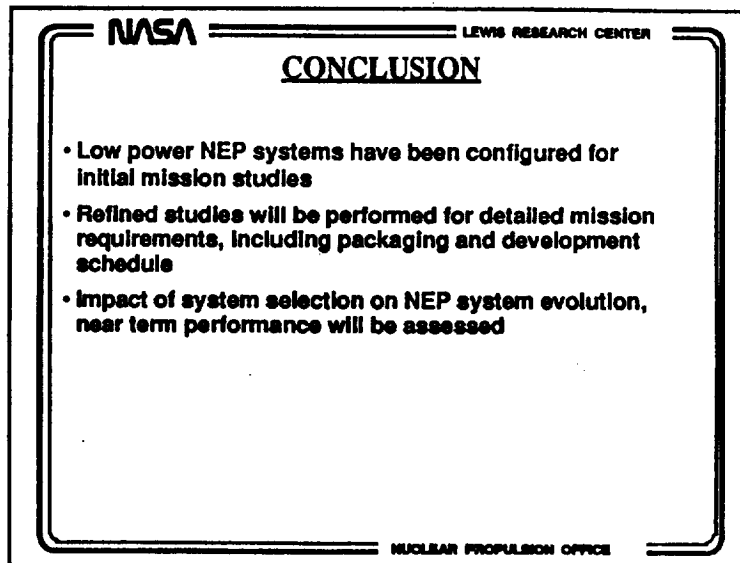 NASA
LEWIS RESEARCH CENTER
CONCLUSION
• Low power NEP systems have been configured for
initial mission studies
• Refined studies will be performed for detailed mission
requirements, including packaging and development
schedule
• Impact of system selection on NEP system evolution,
near term performance will be assessed
NUCLEAR PROPULSION OFFICE